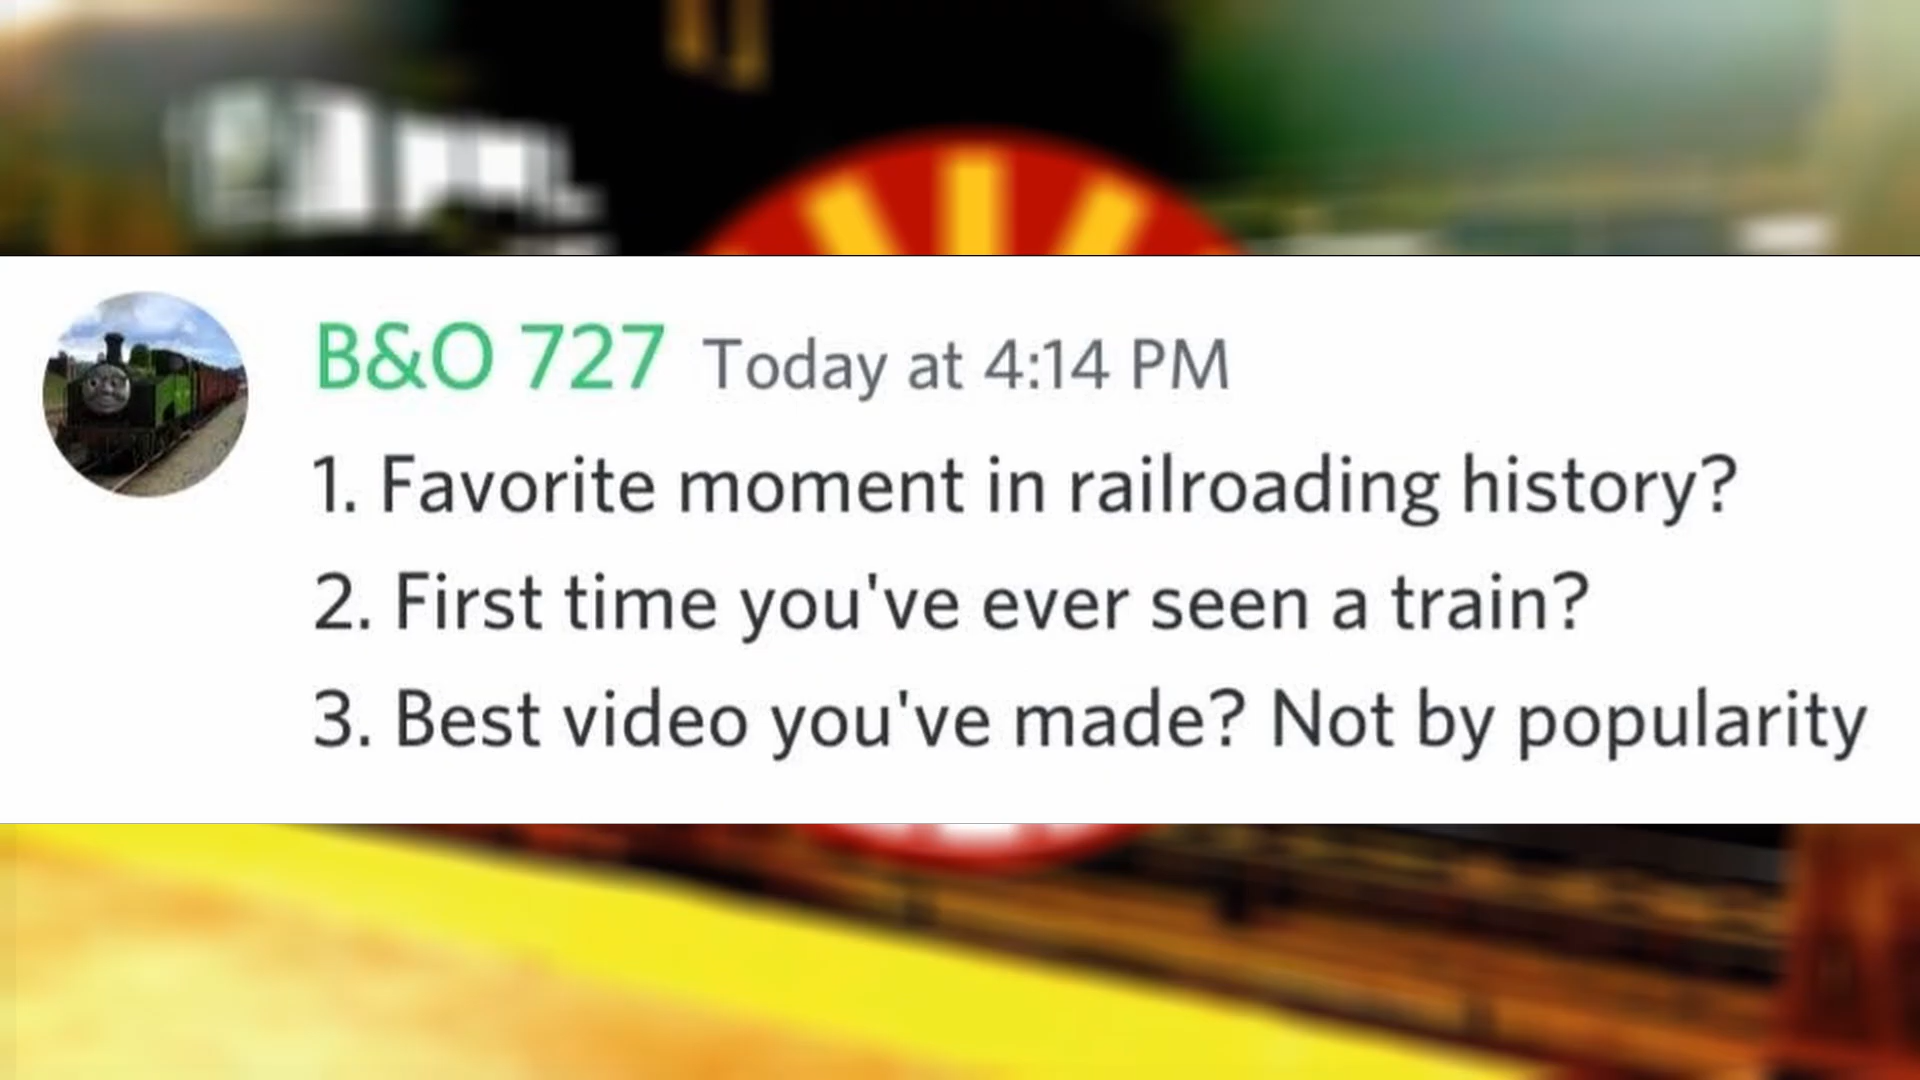 B&O 727 Today at 4:14 PM
1. Favorite moment in railroading history?
2. First time you've ever seen a train?
3. Best video you've made? Not by popularity